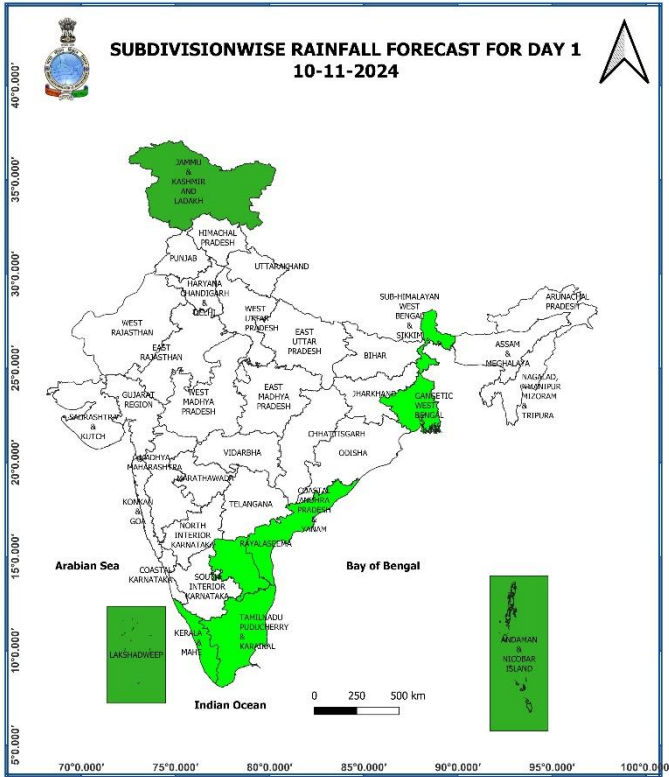 SUBDIVISIONWISE RAINFALL FORECAST FOR DAY 1
10-11-2024
40°0.000'
35°0.000'
30°0.000'
25°0.000'
20°0.000'
15°0.000'
10°0.000'
5°0.000'
JAMMU
&
KASHMIR
AND
LADAKH
HIMACHAL
PRADESH
PUNJAB
UTTARAKHAND
HARYANA
CHANDIGARH
&
DELHI
WEST
UTTAR
PRADESH
EAST
UTTAR
PRADESH
WEST
RAJASTHAN
EAST
RAJASTHAN
SUB-HIMALAYAN
WEST
BENGAL
&
SIKKIM
ARUNACHAL
PRADESH
ASSAM
&
MEGHALAYA
NAGALAD,
MANIPUR
MIZORAM
&
TRIPURA
BIHAR
JHARKHAND
GANGETIC
WEST
BENGAL
GUJARAT
REGION
SAURASHTRA
&
KUTCH
WEST
MADHYA
PRADESH
EAST
MADHYA
PRADESH
CHHATTISGARH
ODISHA
VIDARBHA
MADHYA
MAHARASHTRA
MARATHAWADA
KONKAN
&
GOA
TELANGANA
COASTAL
ANDHRA
PRADESH
&
YANAM
NORTH
INTERIOR
KARNATAKA
RAYALASEEMA
COASTAL
KARNATAKA
SOUTH
INTERIOR
KARNATAKA
TAMILNADU
PUDUCHERRY
&
KARAIKAL
KERALA
&
MAHE
LAKSHADWEEP
ANDAMAN
&
NICOBAR
ISLAND
Arabian Sea
Bay of Bengal
Indian Ocean
0 250 500 km
70°0.000' 75°0.000' 80°0.000' 85°0.000' 90°0.000' 95°0.000' 100°0.000'